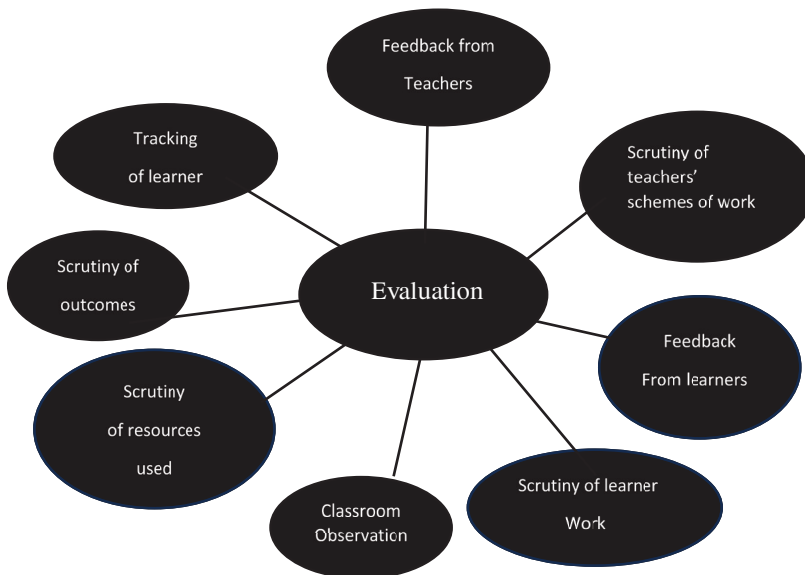 Feedback from
Teachers
Tracking
of learner
Scrutiny of
teachers’
schemes of work
Scrutiny of
outcomes
Evaluation
Feedback
From learners
Scrutiny
of resources
used
Classroom
Observation
Scrutiny of learner
Work